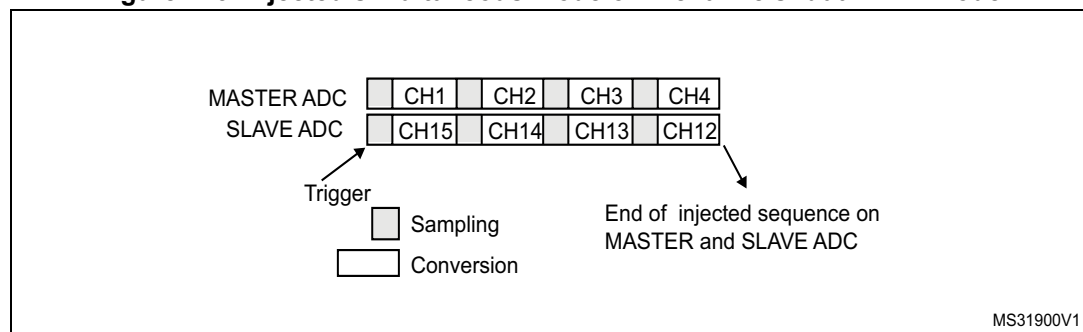 MASTER ADC CH1 CH2 CH3 CH4
SLAVE ADC CH15 CH14 CH13 CH12
Trigger
Sampling
Conversion
End of injected sequence on
MASTER and SLAVE ADC
MS31900V1